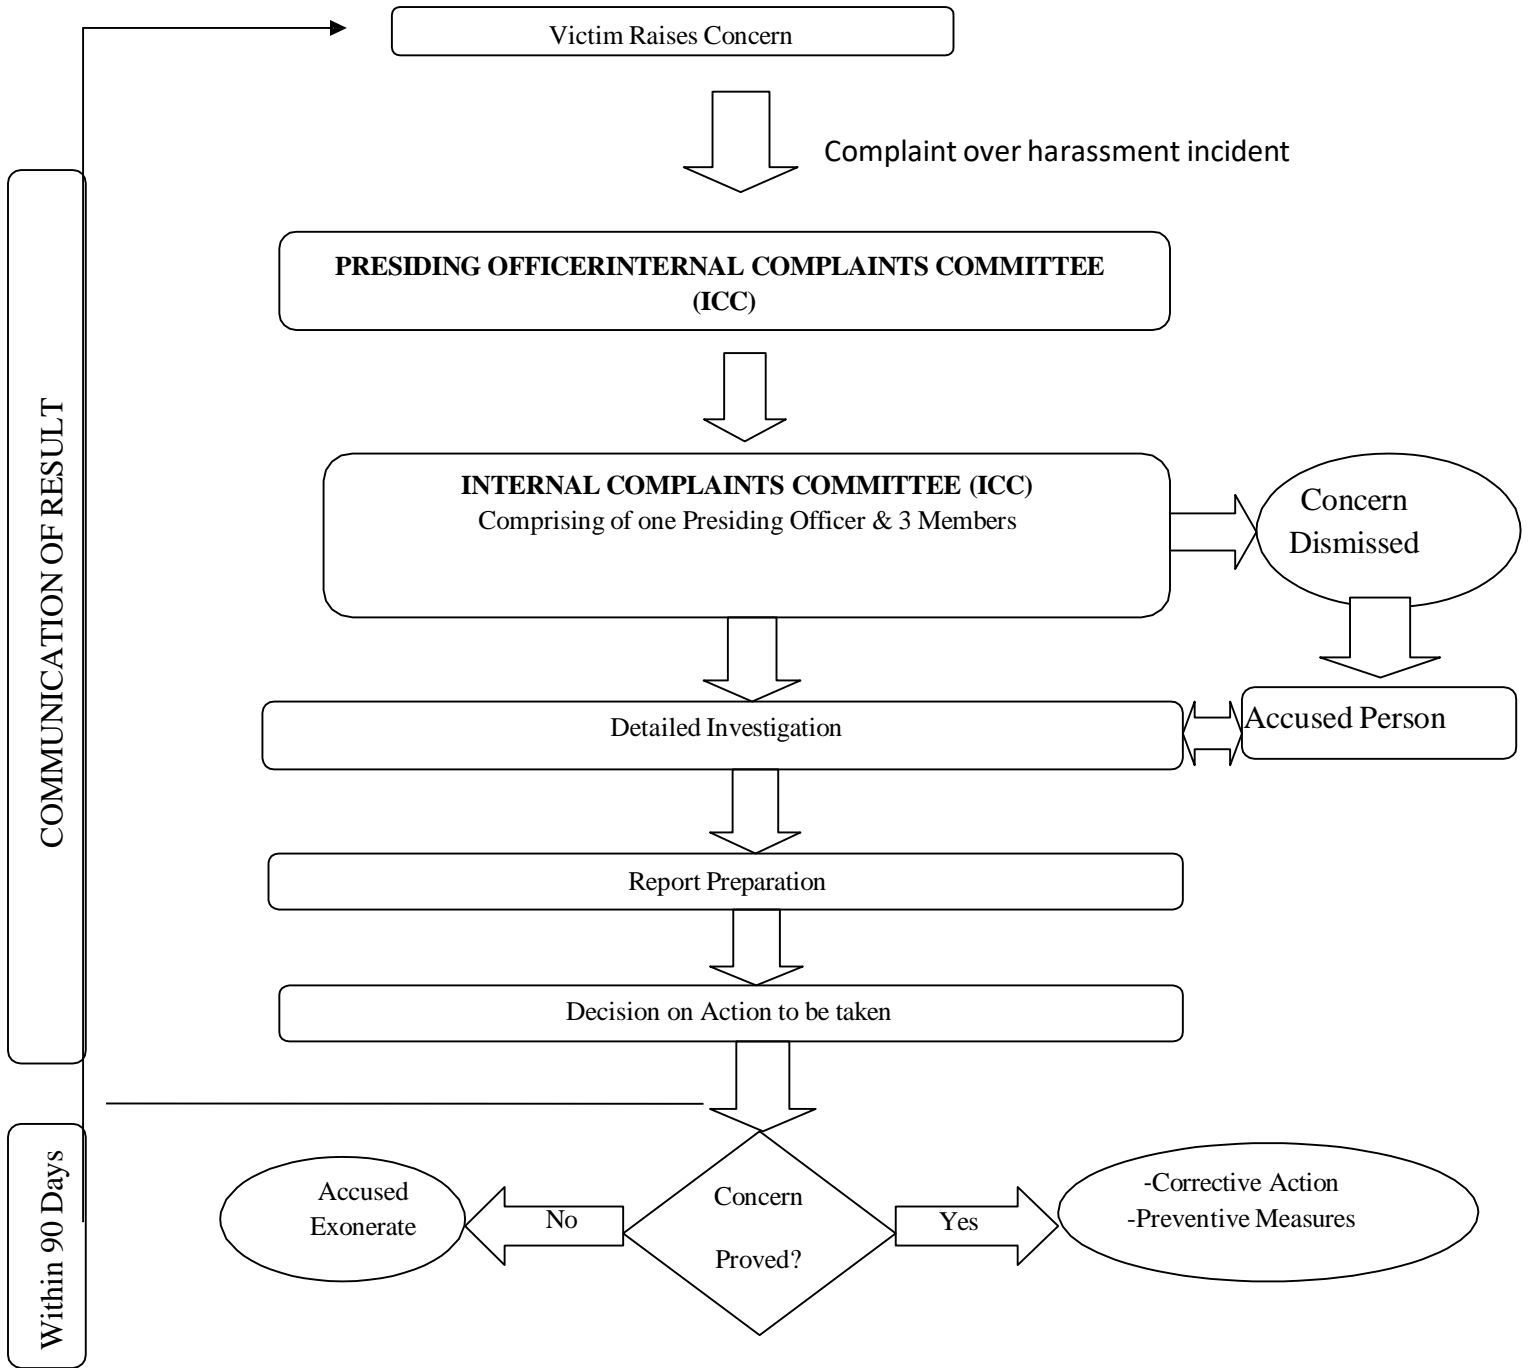 Victim Raises Concern
Complaint over harassment incident
PRESIDING OFFICERINTERNAL COMPLAINTS COMMITTEE
(ICC)
INTERNAL COMPLAINTS COMMITTEE (ICC)
Comprising of one Presiding Officer & 3 Members
Concern
Dismissed
Detailed Investigation
Accused Person
Report Preparation
Decision on Action to be taken
Concern
Proved?
No
Accused
Exonerate
Yes
-Corrective Action
-Preventive Measures
COMMUNICATION OF RESULT
Within 90 Days